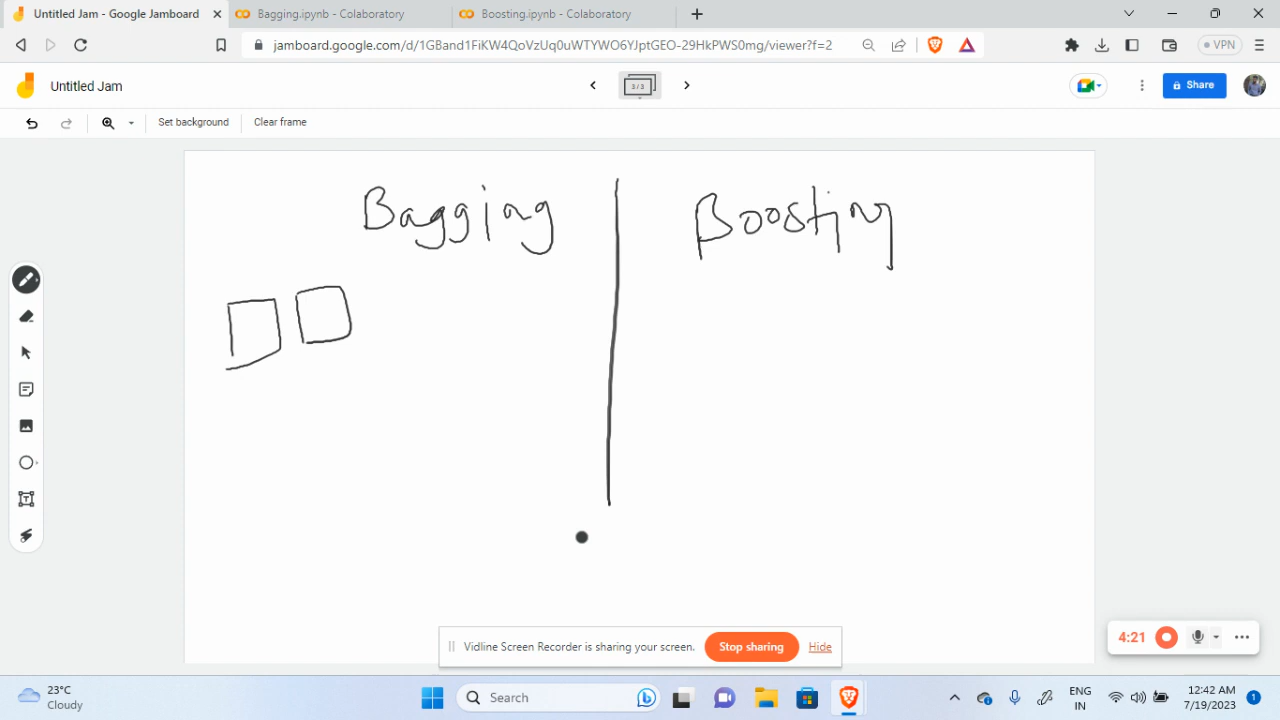 Untitled Jam - Google Jamboard
Bagging.ipynb - Colaboratory
Boosting.ipynb - Colaboratory
jamboard.google.com/d/1GBandTFiKW4QoVzUq0uWTYWO6YJptGEO-29HkPWS0mg/viewer?f=2
VPN
Untitled Jam
3 / 3
Share
Set background
Clear frame
Bagging
Boosting
Vidline Screen Recorder is sharing your screen.
Stop sharing
Hide
4:21
23°C
Cloudy
Search
ENG
IN
12:42 AM
7/19/2023
1